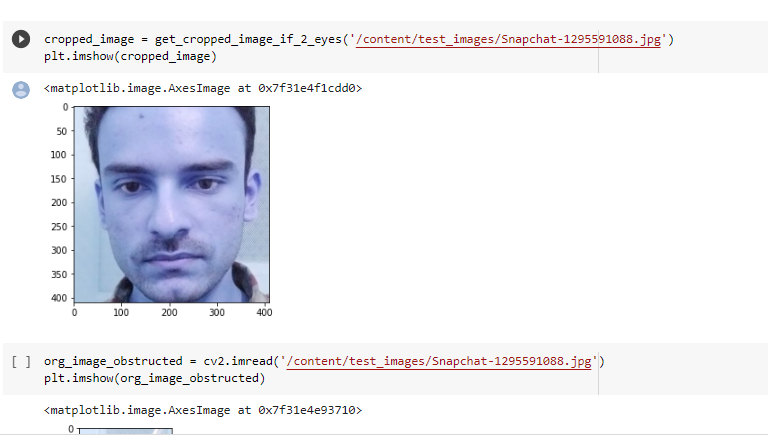 cropped_image = get_cropped_image_if_2_eyes('/content/test_images/Snapchat-1295591088.jpg')
plt.imshow(cropped_image)
<matplotlib.image.AxesImage at 0x7f31e4f1cdd0>
0
50
100
150
200
250
300
350
400
0 100 200 300 400
[ ] org_image_obstructed = cv2.imread('/content/test_images/Snapchat-1295591088.jpg')
plt.imshow(org_image_obstructed)
<matplotlib.image.AxesImage at 0x7f31e4e93710>
0